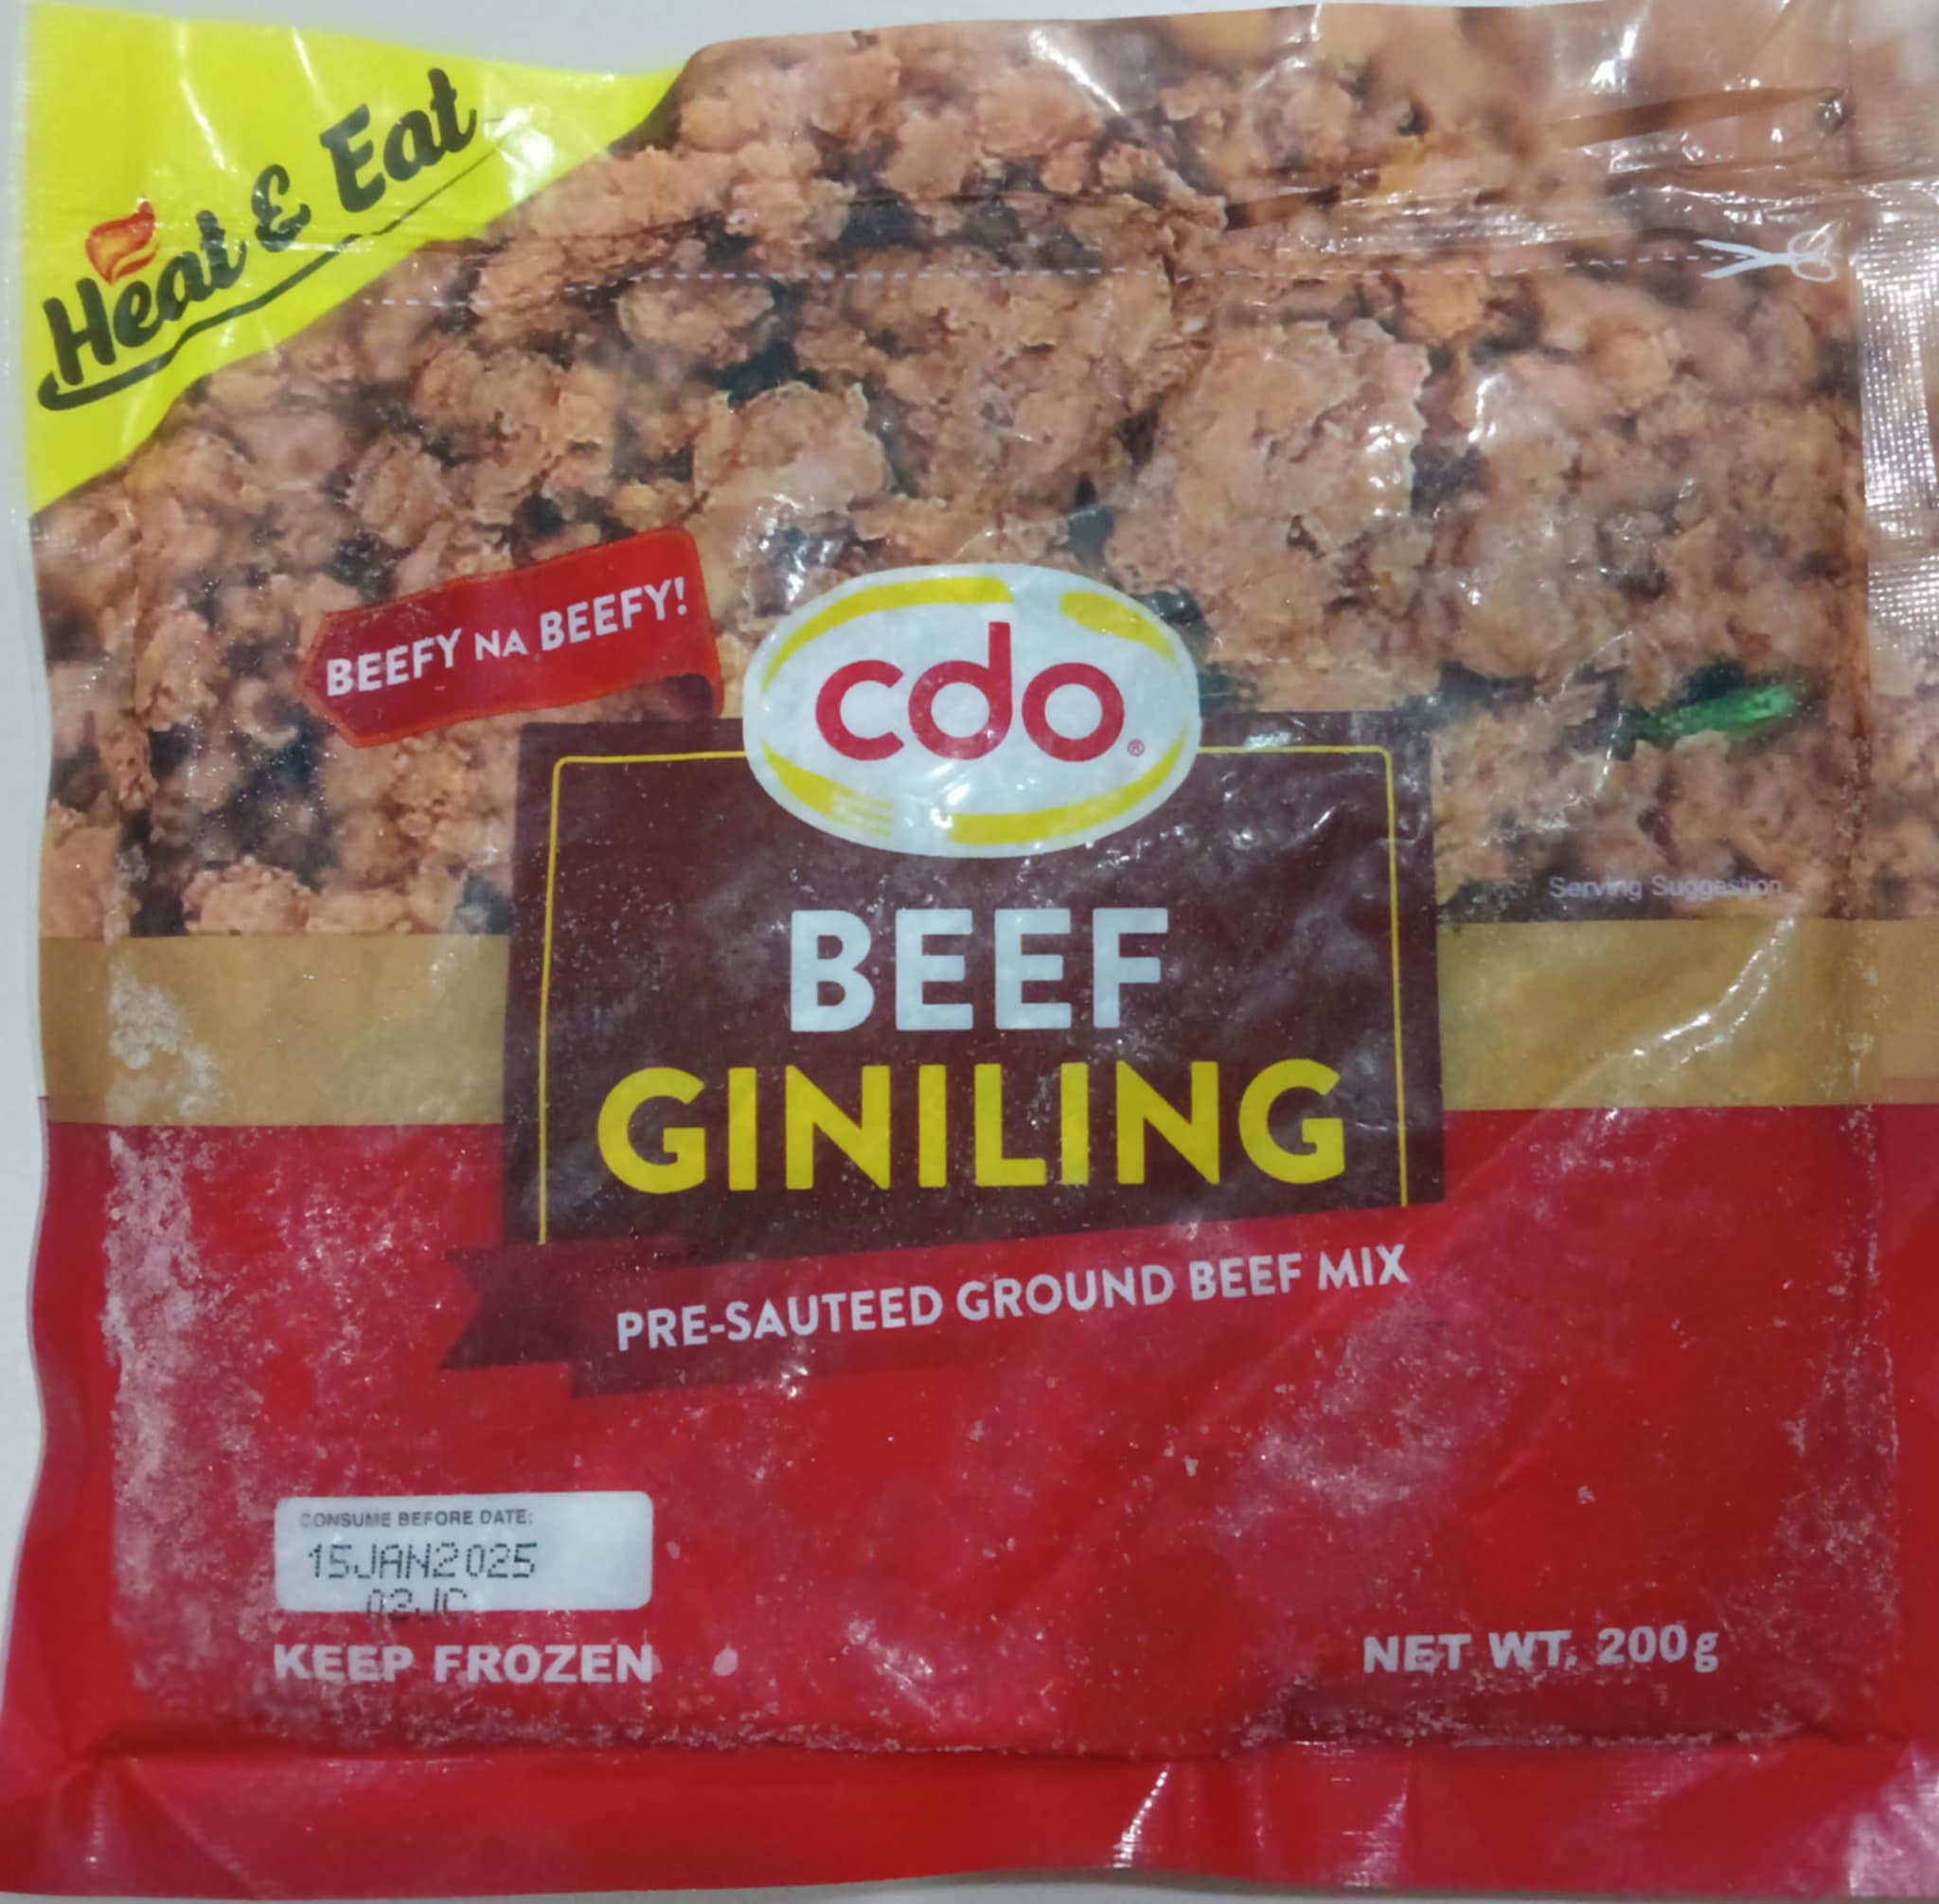 Heat & Eat
BEEFY NA BEEFY!
cdo®
Serving Suggestion
BEEF
GINILING
PRE-SAUTEED GROUND BEEF MIX
CONSUME BEFORE DATE:
15JAN2025
02JC
KEEP FROZEN
NET WT. 200g